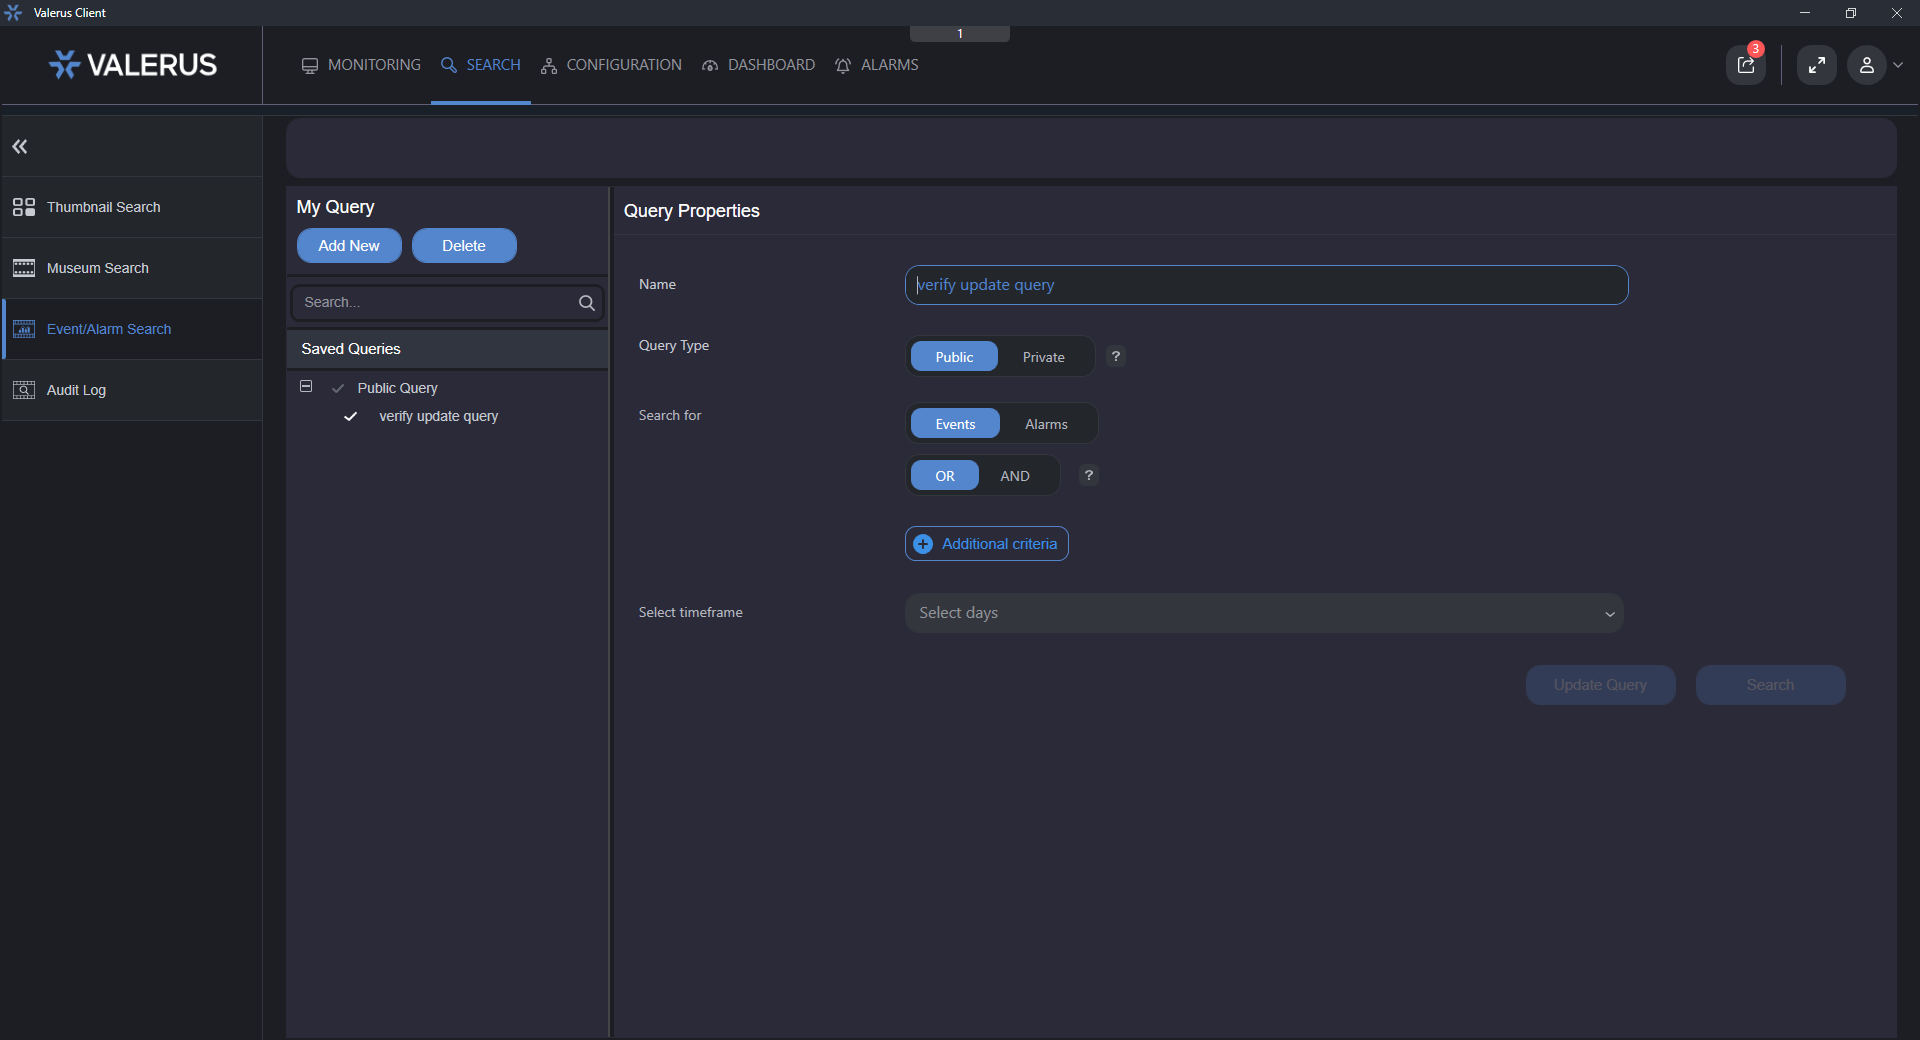 Valerus Client
1
VALERUS
MONITORING
SEARCH
CONFIGURATION
DASHBOARD
ALARMS
3
Thumbnail Search
Museum Search
Event/Alarm Search
Audit Log
My Query
Add New
Delete
Search...
Saved Queries
Public Query
verify update query
Query Properties
Name
verify update query
Query Type
Public
Private
?
Search for
Events
Alarms
OR
AND
?
Additional criteria
Select timeframe
Select days
Update Query
Search